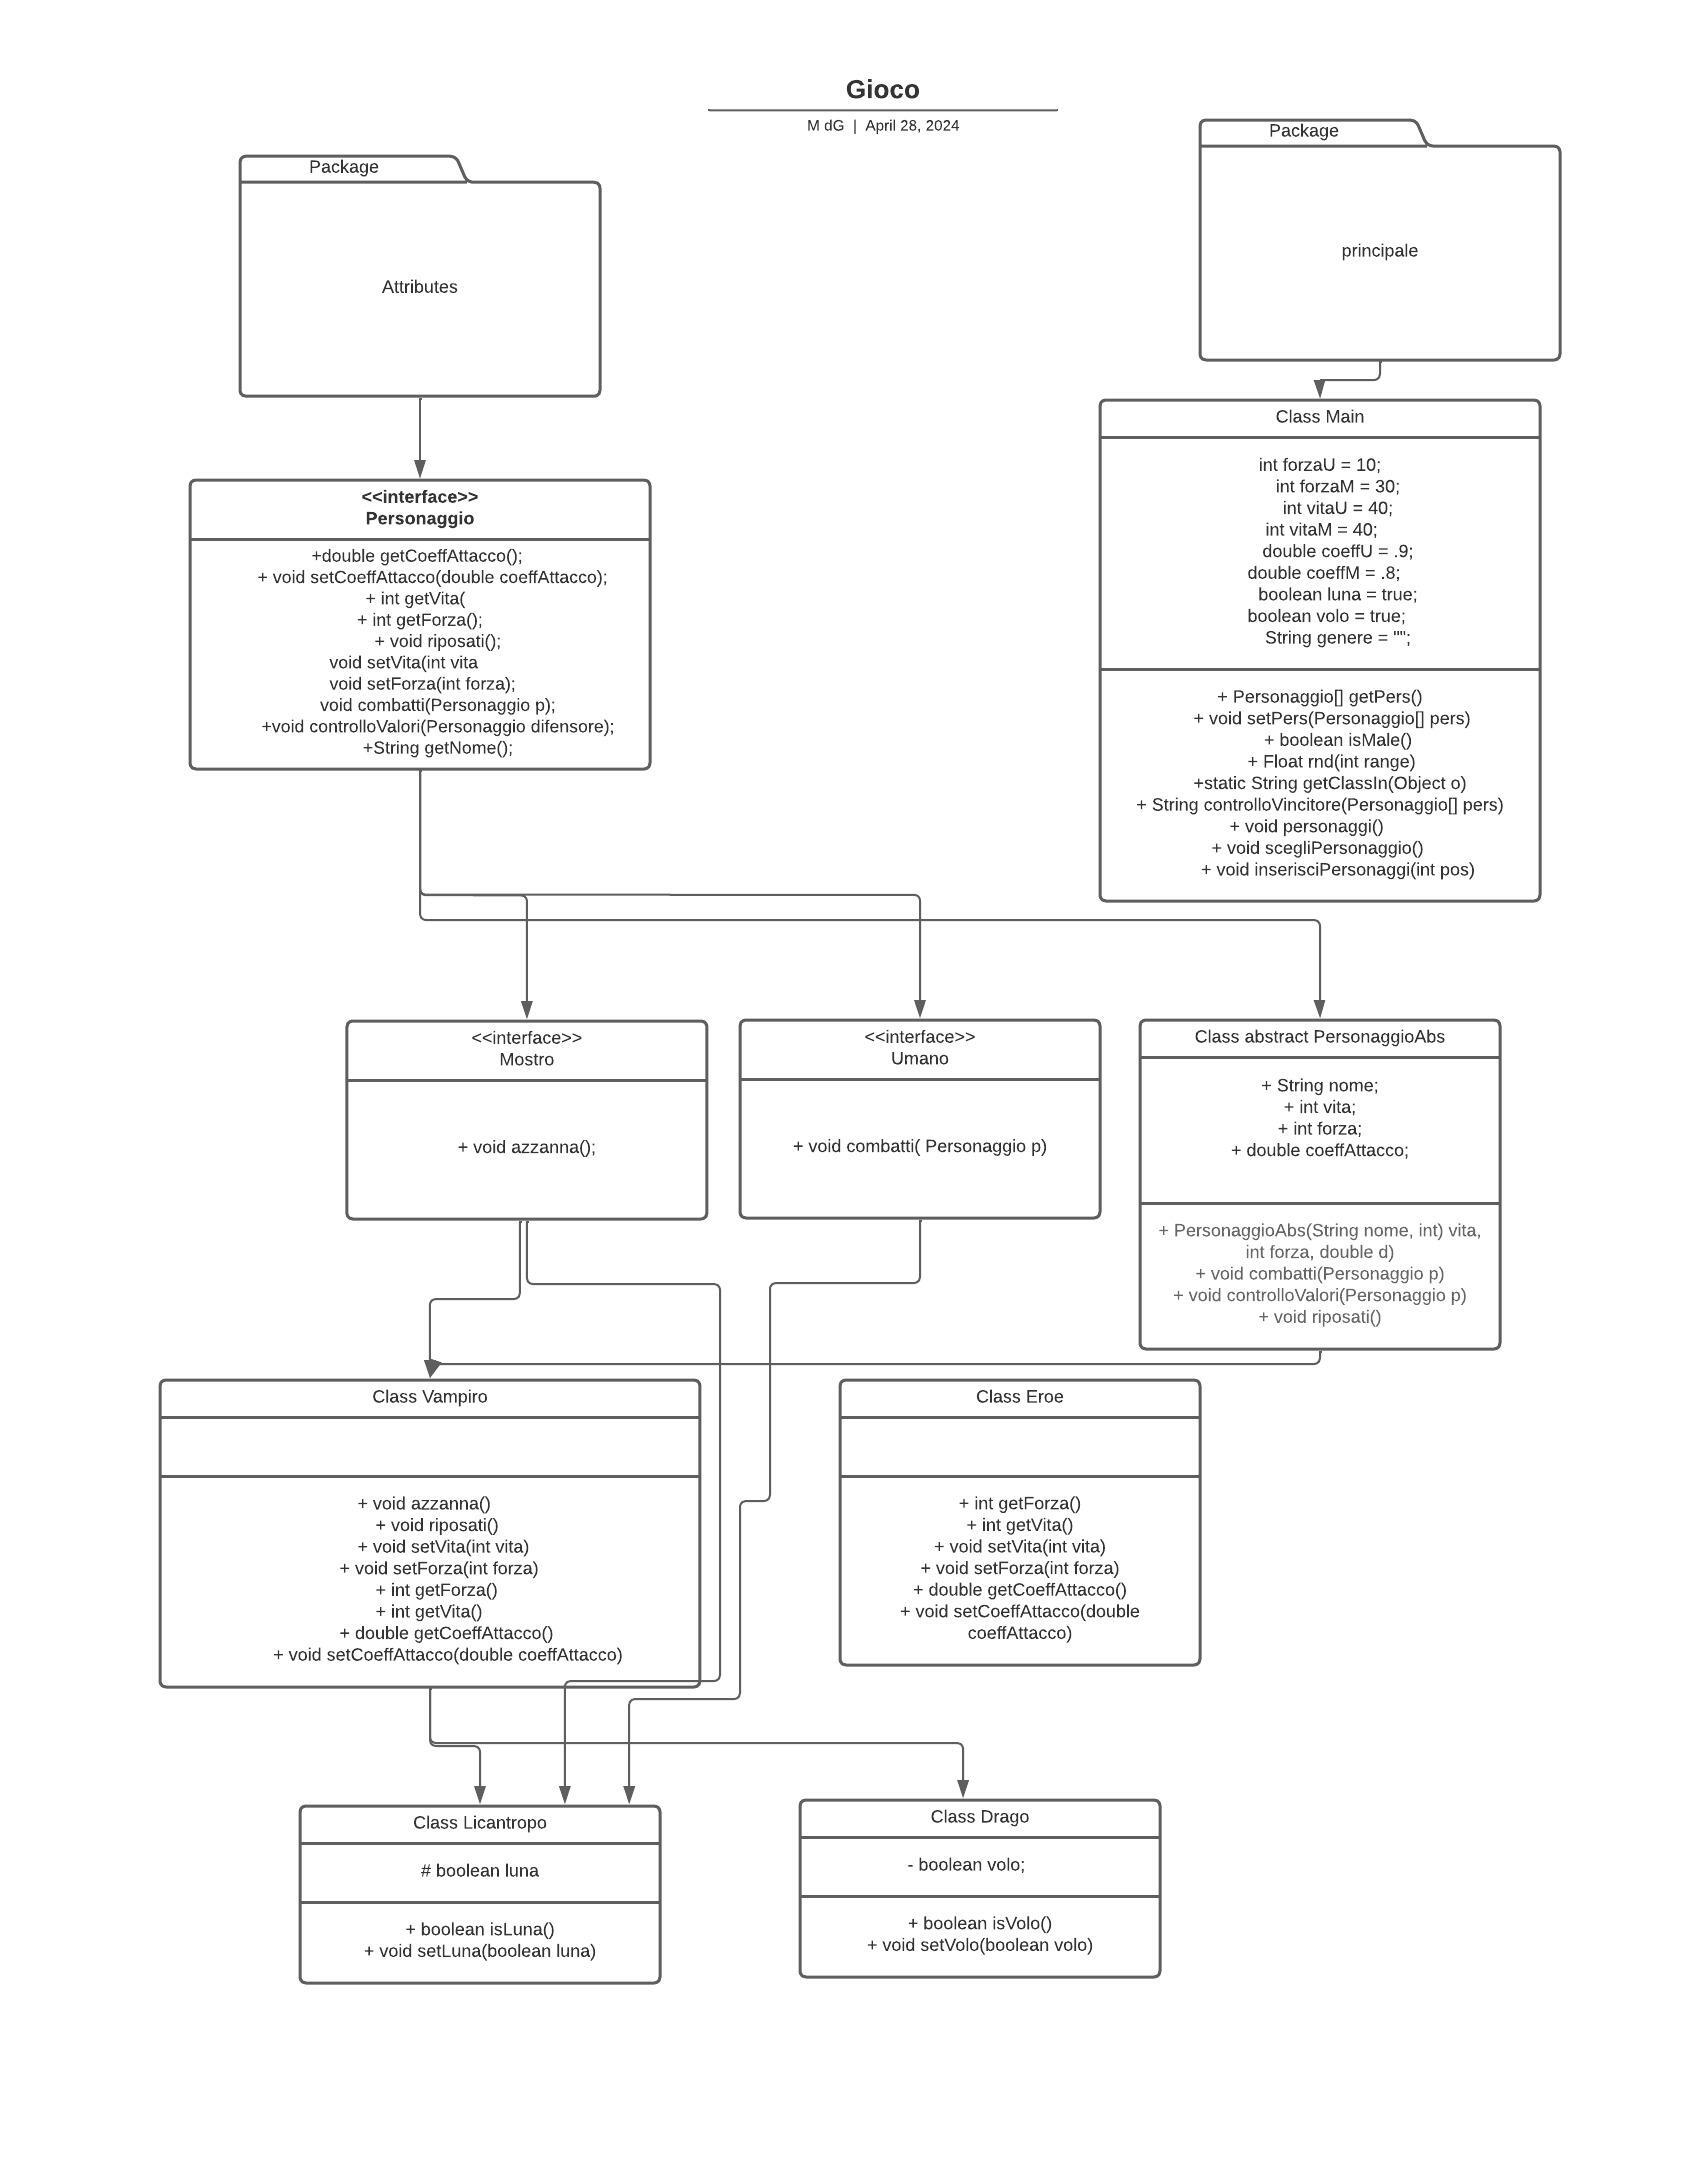 Gioco
M dG | April 28, 2024
Package
Attributes
Package
principale
<<interface>>
Personaggio
+double getCoeffAttacco();
+ void setCoeffAttacco(double coeffAttacco);
+ int getVita(
+ int getForza();
+ void riposati();
void setVita(int vita
void setForza(int forza);
void combatti(Personaggio p);
+void controlloValori(Personaggio difensore);
+String getNome();
Class Main
int forzaU = 10;
int forzaM = 30;
int vitaU = 40;
int vitaM = 40;
double coeffU = .9;
double coeffM = .8;
boolean luna = true;
boolean volo = true;
String genere = "";
+ Personaggio[] getPers()
+ void setPers(Personaggio[] pers)
+ boolean isMale()
+ Float rnd(int range)
+static String getClassIn(Object o)
+ String controlloVincitore(Personaggio[] pers)
+ void personaggi()
+ void scegliPersonaggio()
+ void inserisciPersonaggi(int pos)
<<interface>>
Mostro
+ void azzanna();
<<interface>>
Umano
+ void combatti( Personaggio p)
Class abstract PersonaggioAbs
+ String nome;
+ int vita;
+ int forza;
+ double coeffAttacco;
+ PersonaggioAbs(String nome, int) vita,
int forza, double d)
+ void combatti(Personaggio p)
+ void controlloValori(Personaggio p)
+ void riposati()
Class Vampiro
+ void azzanna()
+ void riposati()
+ void setVita(int vita)
+ void setForza(int forza)
+ int getForza()
+ int getVita()
+ double getCoeffAttacco()
+ void setCoeffAttacco(double coeffAttacco)
Class Eroe
+ int getForza()
+ int getVita()
+ void setVita(int vita)
+ void setForza(int forza)
+ double getCoeffAttacco()
+ void setCoeffAttacco(double
coeffAttacco)
Class Licantropo
# boolean luna
+ boolean isLuna()
+ void setLuna(boolean luna)
Class Drago
- boolean volo;
+ boolean isVolo()
+ void setVolo(boolean volo)